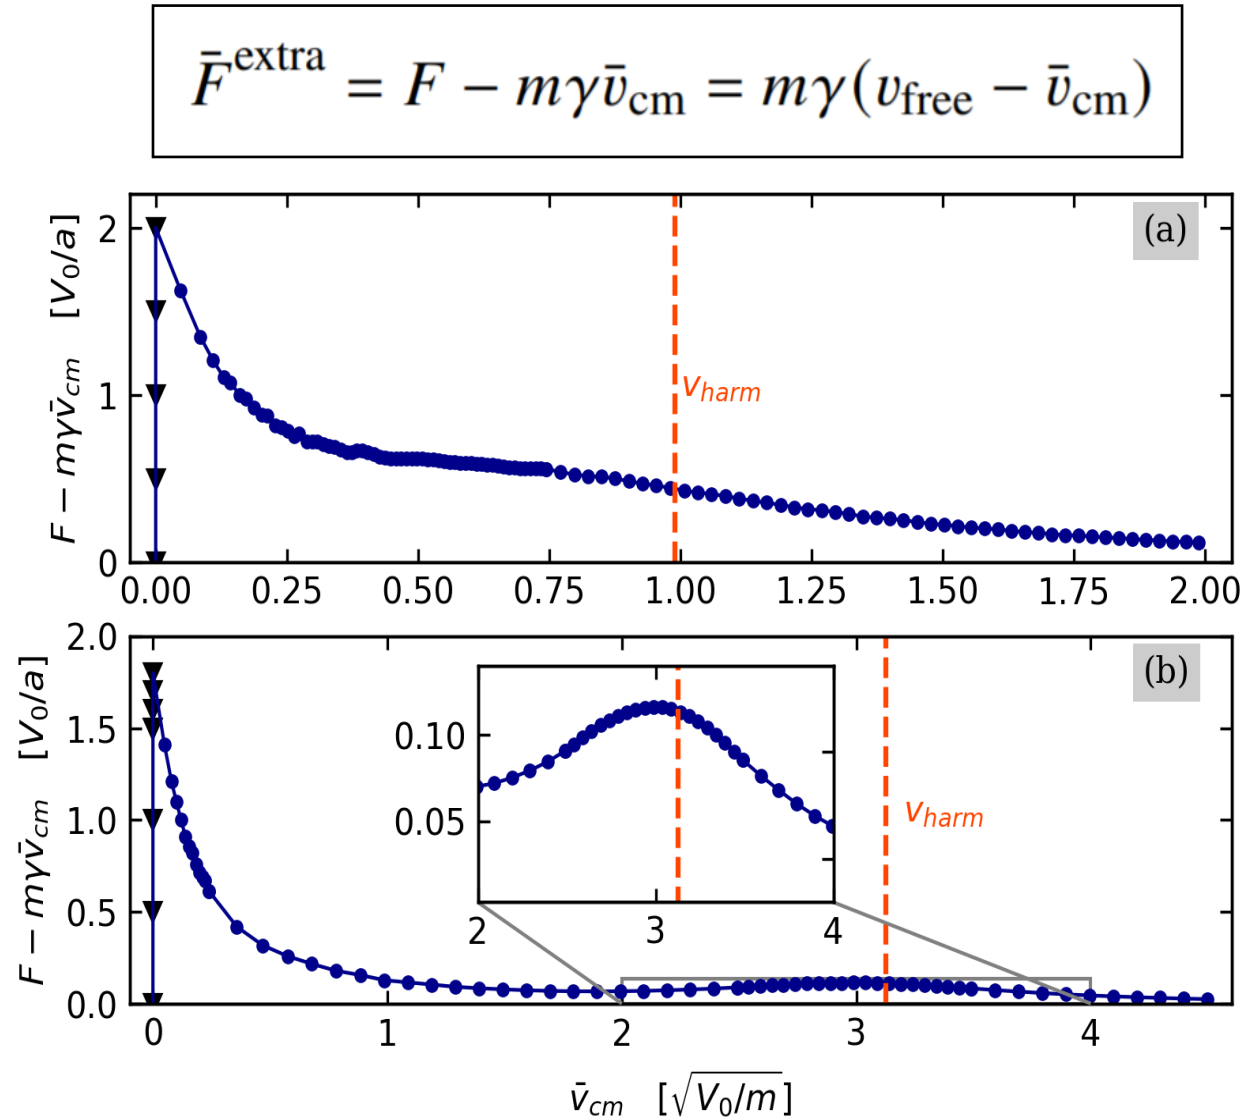 F̄^extra = F − mγv̄_cm = mγ(v_free − v̄_cm)
(a)
F − mγv̄_cm [V_0/a]
2
1
0
v_harm
0.00 0.25 0.50 0.75 1.00 1.25 1.50 1.75 2.00
(b)
F − mγv̄_cm [V_0/a]
2.0
1.5
1.0
0.5
0.0
0.10
0.05
2 3 4
v_harm
0 1 2 3 4
v̄_cm [√V_0/m]